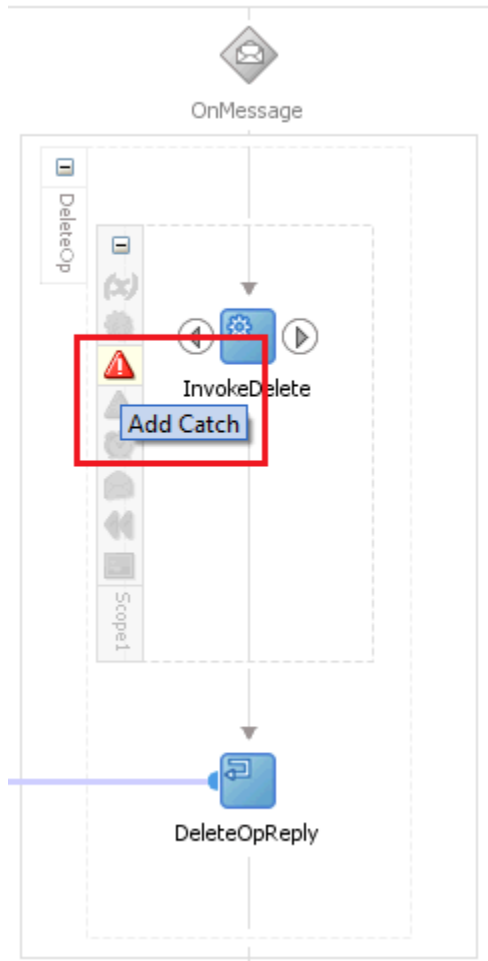 OnMessage
DeleteOp
InvokeDelete
Add Catch
Scope1
DeleteOpReply